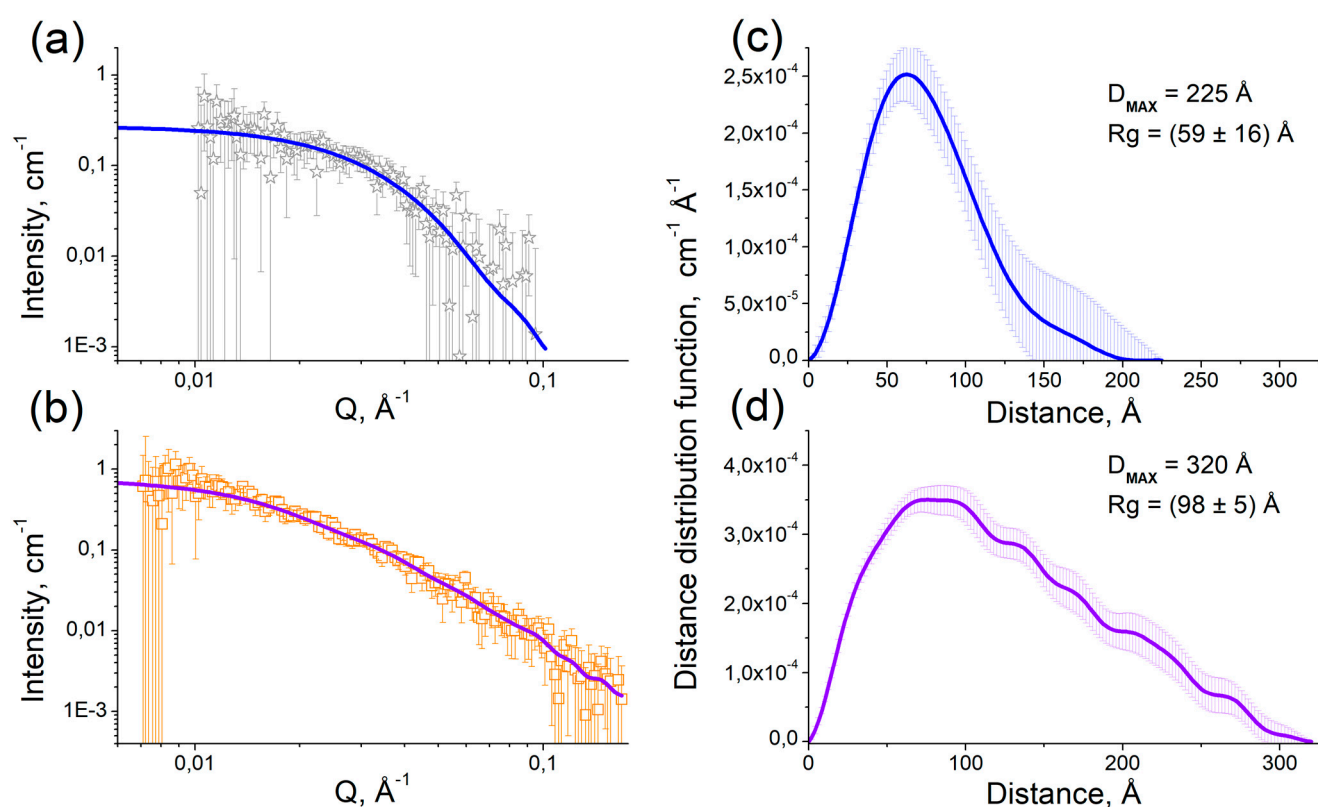 (a)
Intensity, cm⁻¹
1
0,1
0,01
1E-3
0,01
0,1
Q, Å⁻¹
(b)
Intensity, cm⁻¹
1
0,1
0,01
1E-3
0,01
0,1
Q, Å⁻¹
Distance distribution function, cm⁻¹ Å⁻¹
(c)
2,5x10⁻⁴
2,0x10⁻⁴
1,5x10⁻⁴
1,0x10⁻⁴
5,0x10⁻⁵
0,0
D_MAX = 225 Å
Rg = (59 ± 16) Å
0 50 100 150 200 250 300
Distance, Å
(d)
4,0x10⁻⁴
3,0x10⁻⁴
2,0x10⁻⁴
1,0x10⁻⁴
0,0
D_MAX = 320 Å
Rg = (98 ± 5) Å
0 50 100 150 200 250 300
Distance, Å